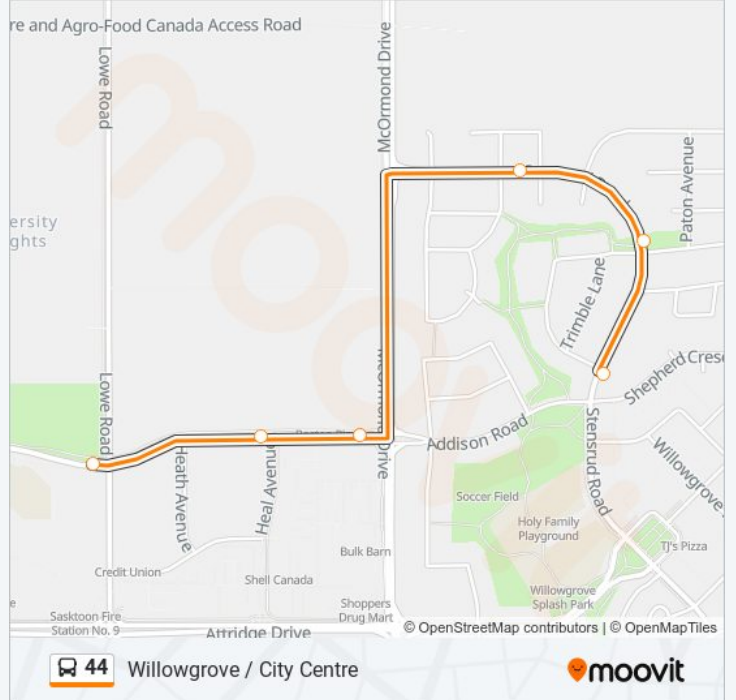 re and Agro-Food Canada Access Road
Lowe Road
McOrmond Drive
Paton Avenue
ersity
ghts
Trimble Lane
Shepherd Cresc
Lowe Road
Drive
Addison Road
Stensrud Road
Willowgrove
Heath Avenue
Heal Avenue
Soccer Field
Holy Family
Playground
TJ's Pizza
Bulk Barn
Credit Union
Shell Canada
Willowgrove
Splash Park
e
Sasktoon Fire
Station No. 9
Shoppers
Drug Mart
Attridge Drive
© OpenStreetMap contributors | © OpenMapTiles
44 Willowgrove / City Centre
moovit
moovit